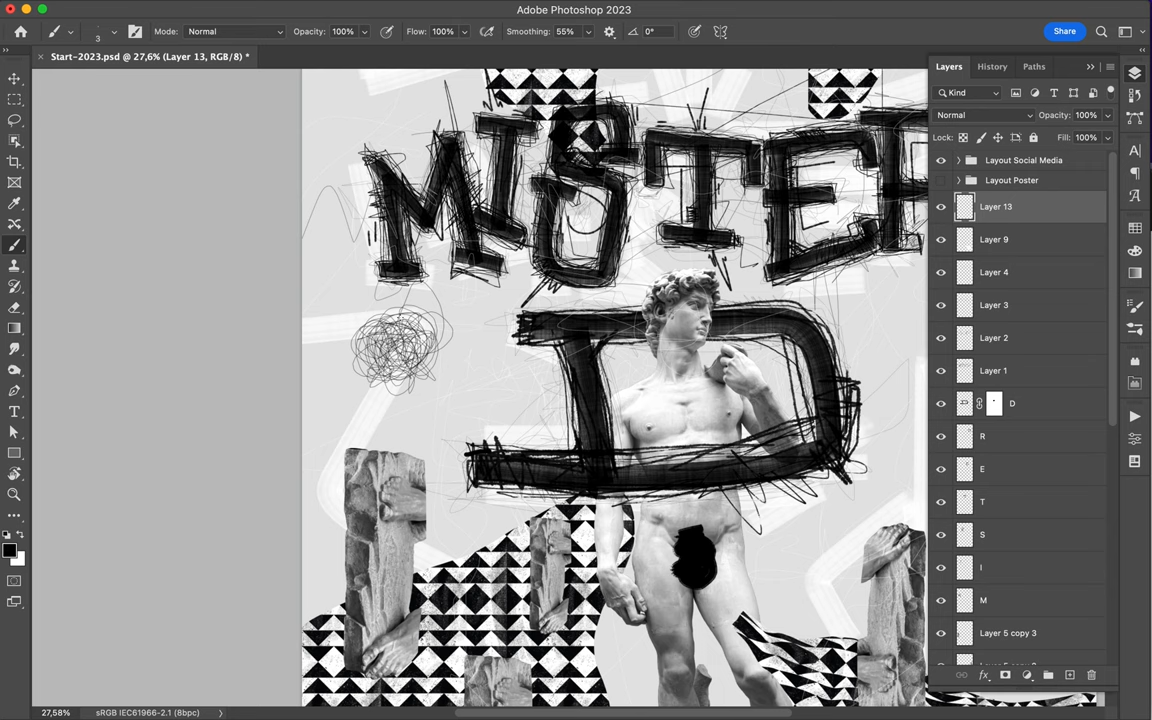 Adobe Photoshop 2023
3
Mode:
Normal
Opacity: 100%
Flow: 100%
Smoothing: 55%
0°
Share
Start-2023.psd @ 27,6% (Layer 13, RGB/8) *
Layers
History
Paths
Kind
Normal
Opacity: 100%
Lock:
Fill: 100%
Layout Social Media
Layout Poster
Layer 13
Layer 9
Layer 4
Layer 3
Layer 2
Layer 1
D
R
E
T
S
I
M
Layer 5 copy 3
MISTER
D
27,58%
sRGB IEC61966-2.1 (8bpc)